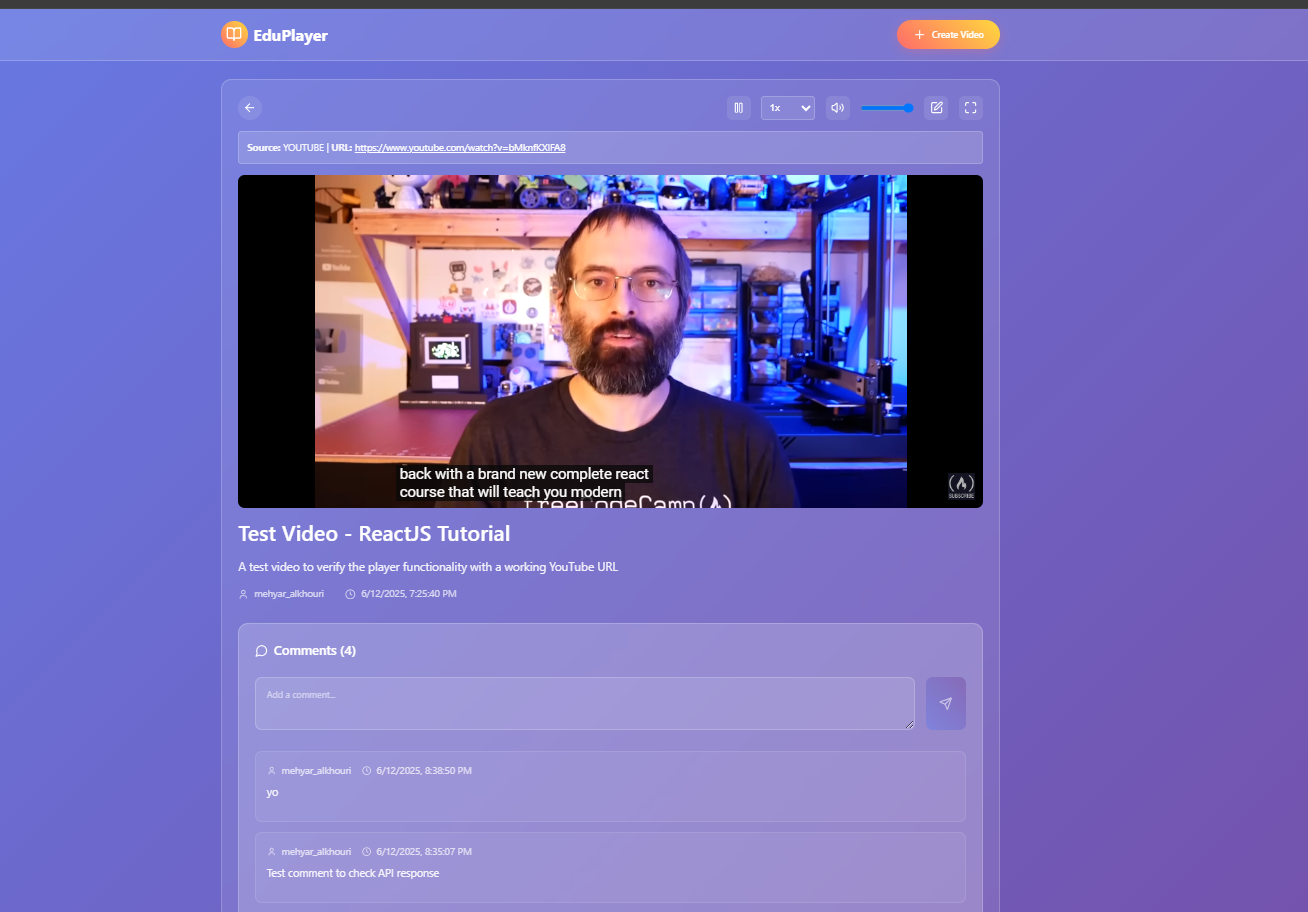 EduPlayer
Create Video
1x
Source: YOUTUBE | URL: https://www.youtube.com/watch?v=bMknfKXIFA8
YouTube
back with a brand new complete react
course that will teach you modern
freeCodeCamp(
SUBSCRIBE
Test Video - ReactJS Tutorial
A test video to verify the player functionality with a working YouTube URL
mehyar_alkhouri 6/12/2025, 7:25:40 PM
Comments (4)
Add a comment...
mehyar_alkhouri 6/12/2025, 8:38:50 PM
yo
mehyar_alkhouri 6/12/2025, 8:35:07 PM
Test comment to check API response